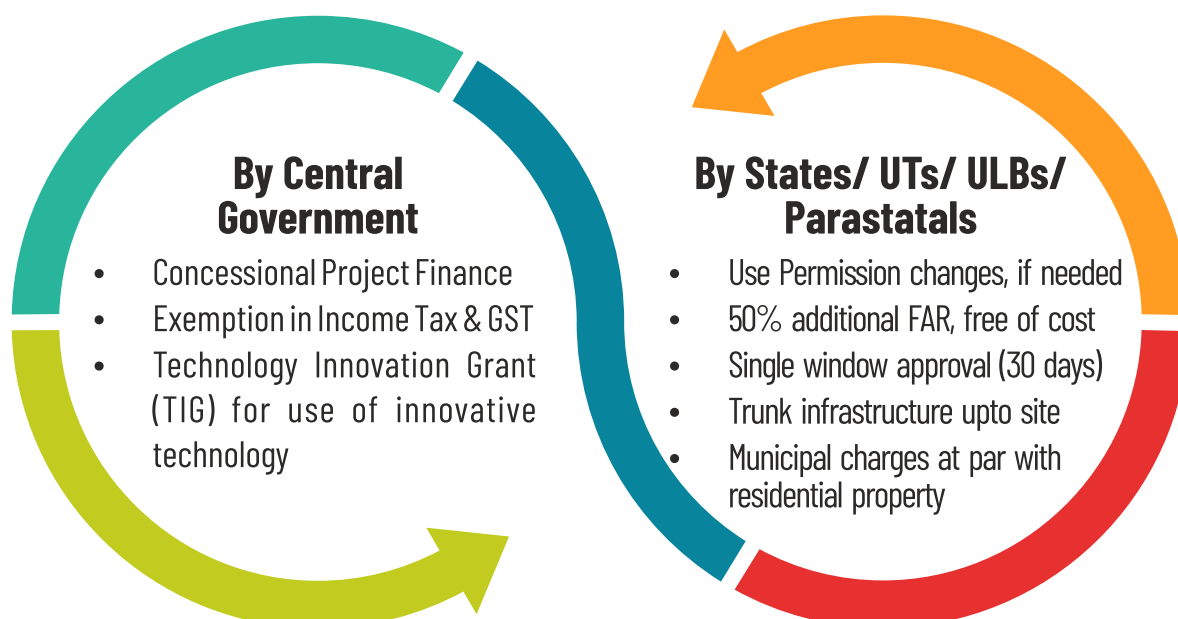 By Central
Government
• Concessional Project Finance
• Exemption in Income Tax & GST
• Technology Innovation Grant
(TIG) for use of innovative
technology
By States/ UTs/ ULBs/
Parastatals
• Use Permission changes, if needed
• 50% additional FAR, free of cost
• Single window approval (30 days)
• Trunk infrastructure upto site
• Municipal charges at par with
residential property